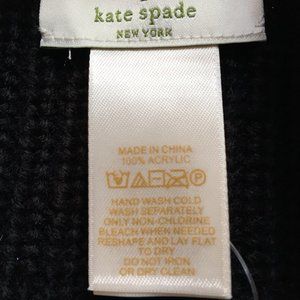 kate spade
NEW YORK
MADE IN CHINA
100% ACRYLIC
HAND WASH COLD
WASH SEPARATELY
ONLY NON-CHLORINE
BLEACH WHEN NEEDED
RESHAPE AND LAY FLAT
TO DRY
DO NOT IRON
OR DRY CLEAN